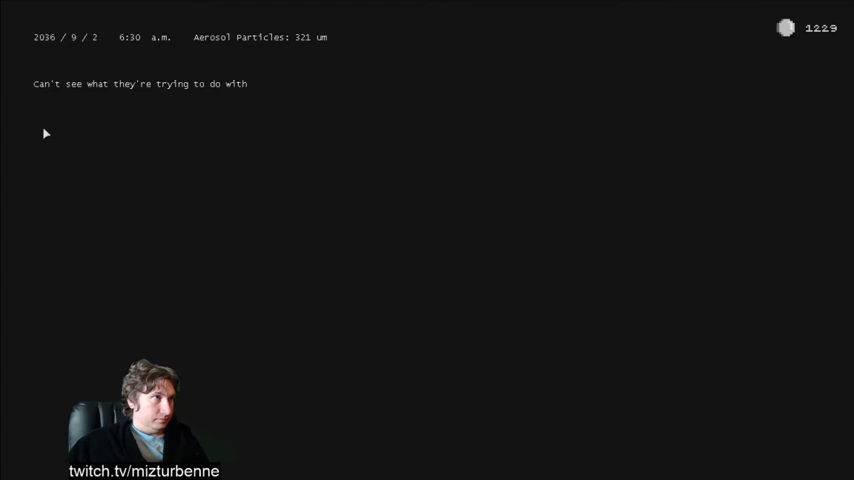 2036 / 9 / 2 6:30 a.m. Aerosol Particles: 321 um
1229
Can't see what they're trying to do with
twitch.tv/mizturbenne